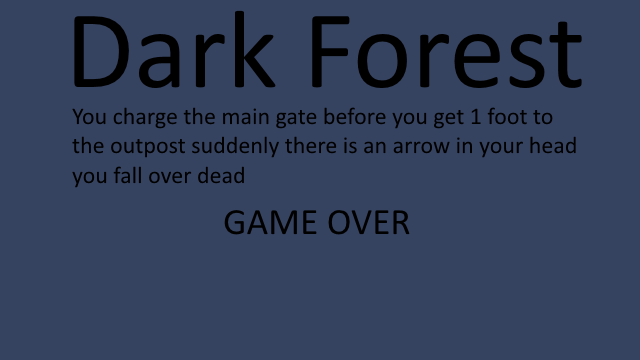 Dark Forest
You charge the main gate before you get 1 foot to
the outpost suddenly there is an arrow in your head
you fall over dead
GAME OVER